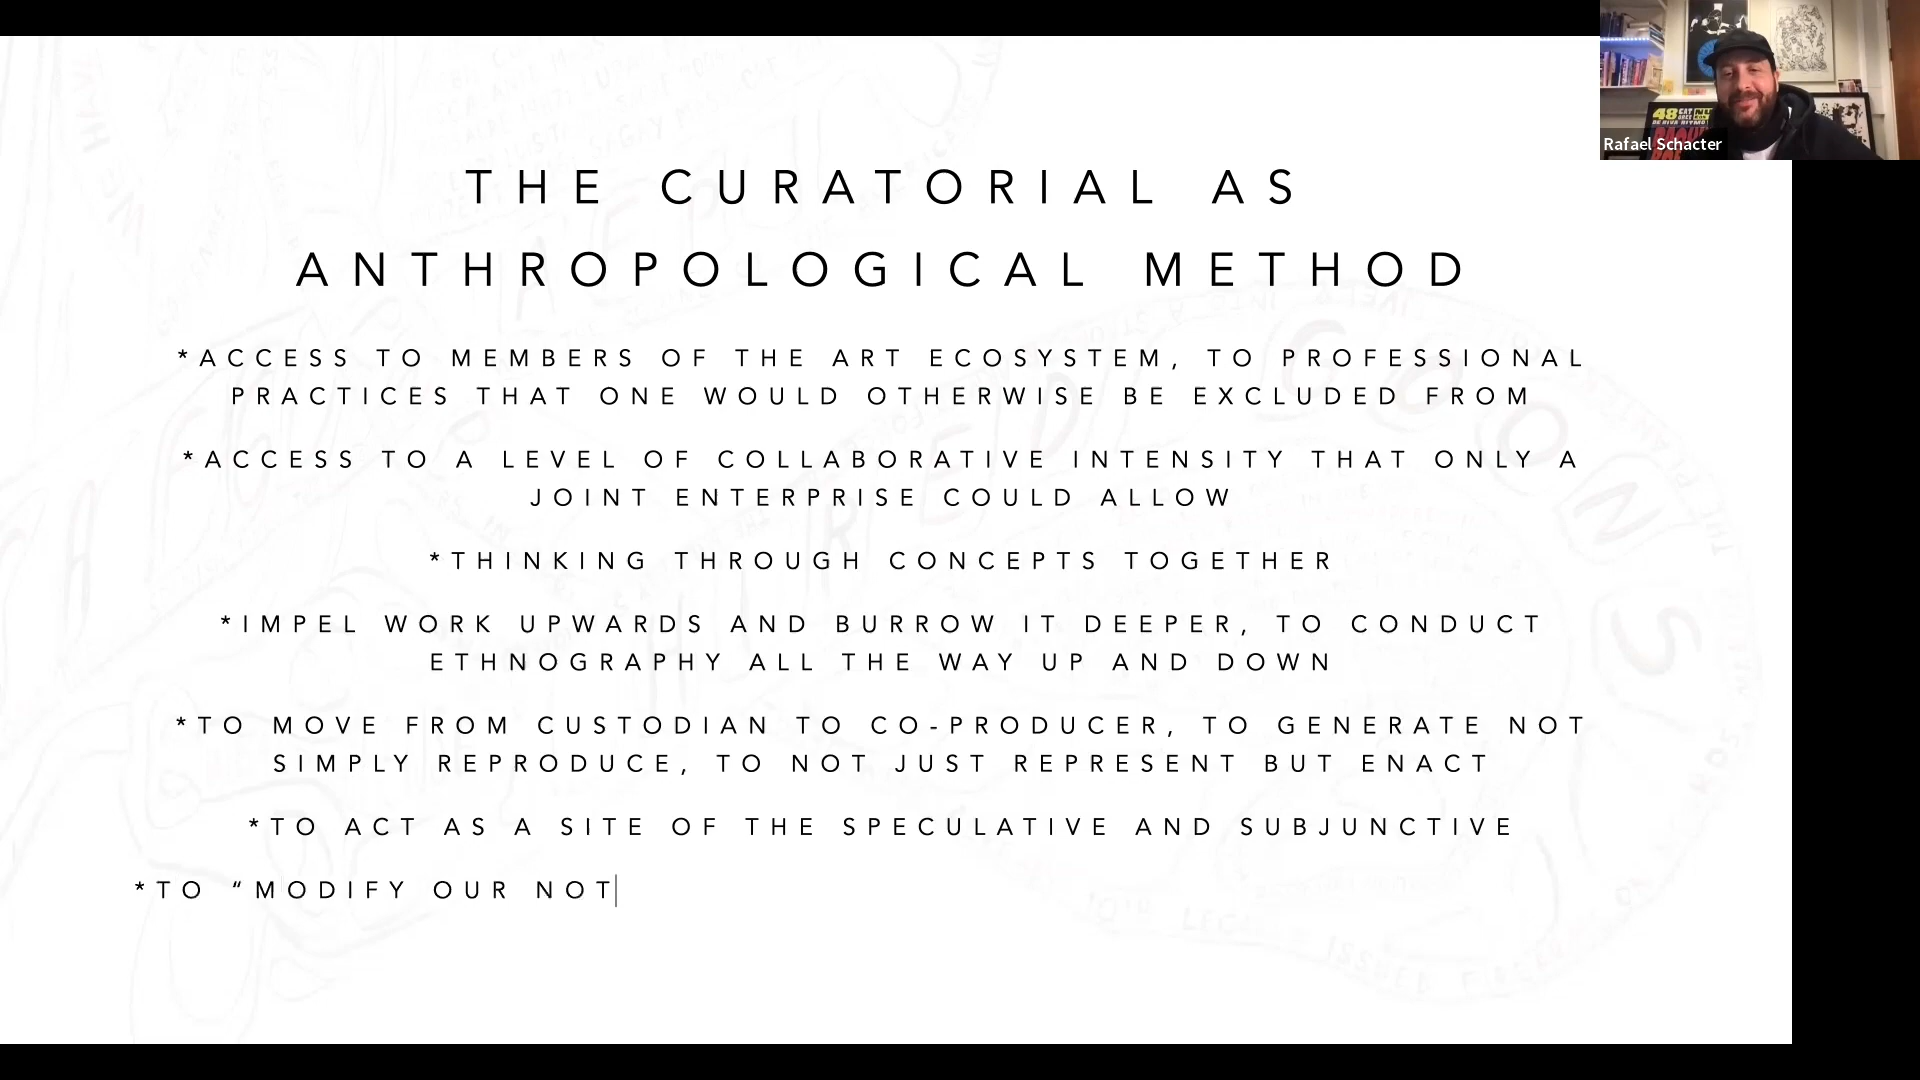 THE CURATORIAL AS
ANTHROPOLOGICAL METHOD
*ACCESS TO MEMBERS OF THE ART ECOSYSTEM, TO PROFESSIONAL
PRACTICES THAT ONE WOULD OTHERWISE BE EXCLUDED FROM
*ACCESS TO A LEVEL OF COLLABORATIVE INTENSITY THAT ONLY A
JOINT ENTERPRISE COULD ALLOW
*THINKING THROUGH CONCEPTS TOGETHER
*IMPEL WORK UPWARDS AND BURROW IT DEEPER, TO CONDUCT
ETHNOGRAPHY ALL THE WAY UP AND DOWN
*TO MOVE FROM CUSTODIAN TO CO-PRODUCER, TO GENERATE NOT
SIMPLY REPRODUCE, TO NOT JUST REPRESENT BUT ENACT
*TO ACT AS A SITE OF THE SPECULATIVE AND SUBJUNCTIVE
*TO “MODIFY OUR NOT
48
Rafael Schacter